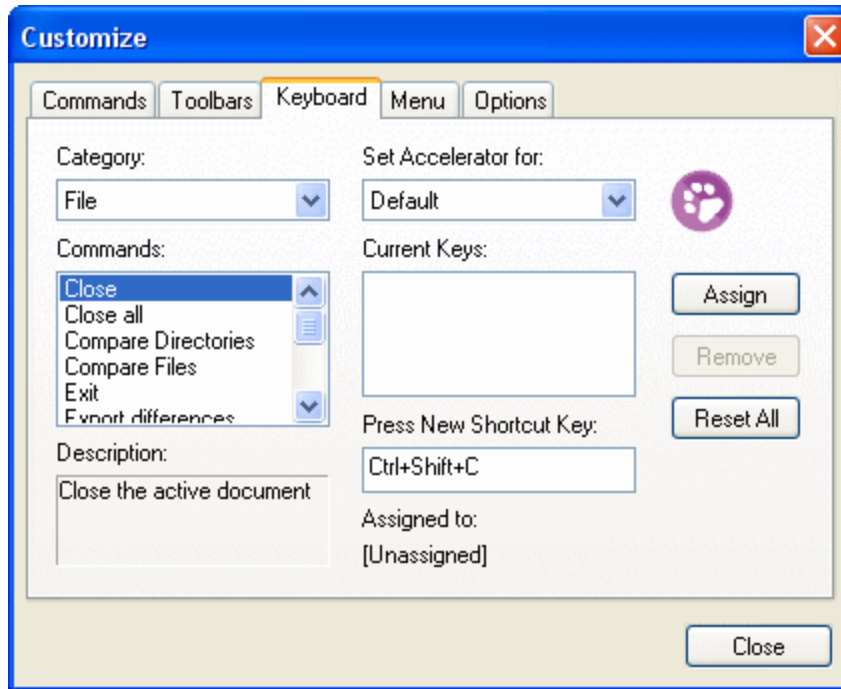 Customize
Commands Toolbars Keyboard Menu Options
Category:
File
Commands:
Close
Close all
Compare Directories
Compare Files
Exit
Export differences
Description:
Close the active document
Set Accelerator for:
Default
Current Keys:
Press New Shortcut Key:
Ctrl+Shift+C
Assigned to:
[Unassigned]
Assign
Remove
Reset All
Close